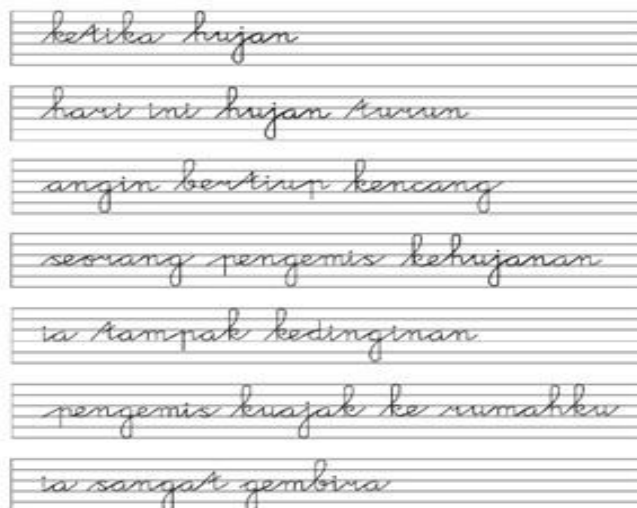 ketika hujan
hari ini hujan turun
angin bertiup kencang
seorang pengemis kehujanan
ia tampak kedinginan
pengemis kuajak ke rumahku
ia sangat gembira